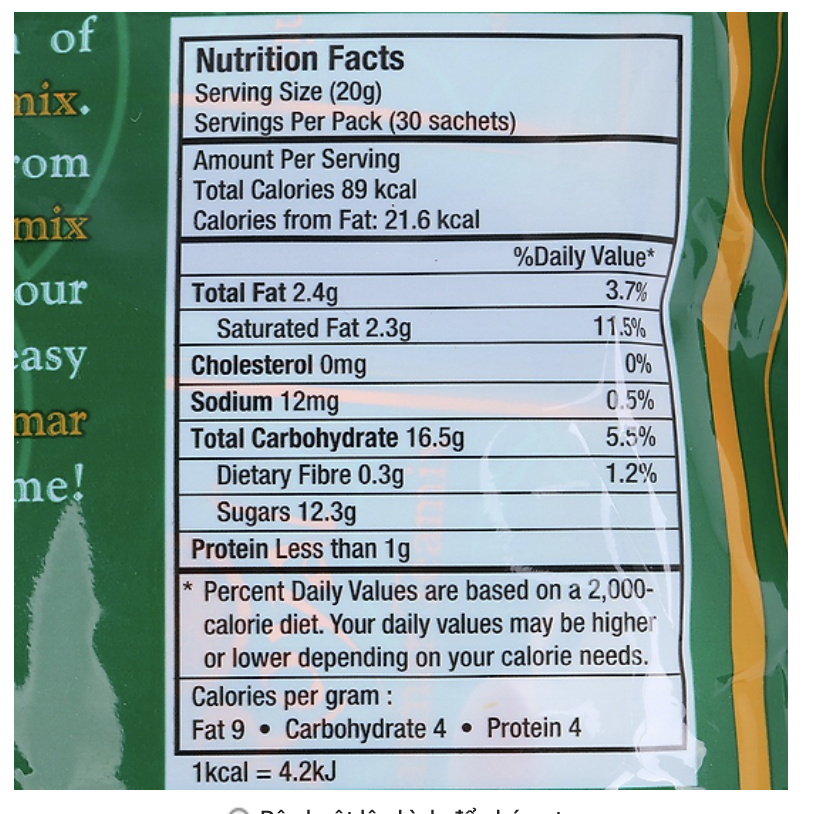 of
mix.
om
mix
our
easy
mar
me!
Nutrition Facts
Serving Size (20g)
Servings Per Pack (30 sachets)
Amount Per Serving
Total Calories 89 kcal
Calories from Fat: 21.6 kcal
%Daily Value*
Total Fat 2.4g 3.7%
Saturated Fat 2.3g 11.5%
Cholesterol 0mg 0%
Sodium 12mg 0.5%
Total Carbohydrate 16.5g 5.5%
Dietary Fibre 0.3g 1.2%
Sugars 12.3g
Protein Less than 1g
* Percent Daily Values are based on a 2,000-
calorie diet. Your daily values may be higher
or lower depending on your calorie needs.
Calories per gram :
Fat 9 • Carbohydrate 4 • Protein 4
1kcal = 4.2kJ